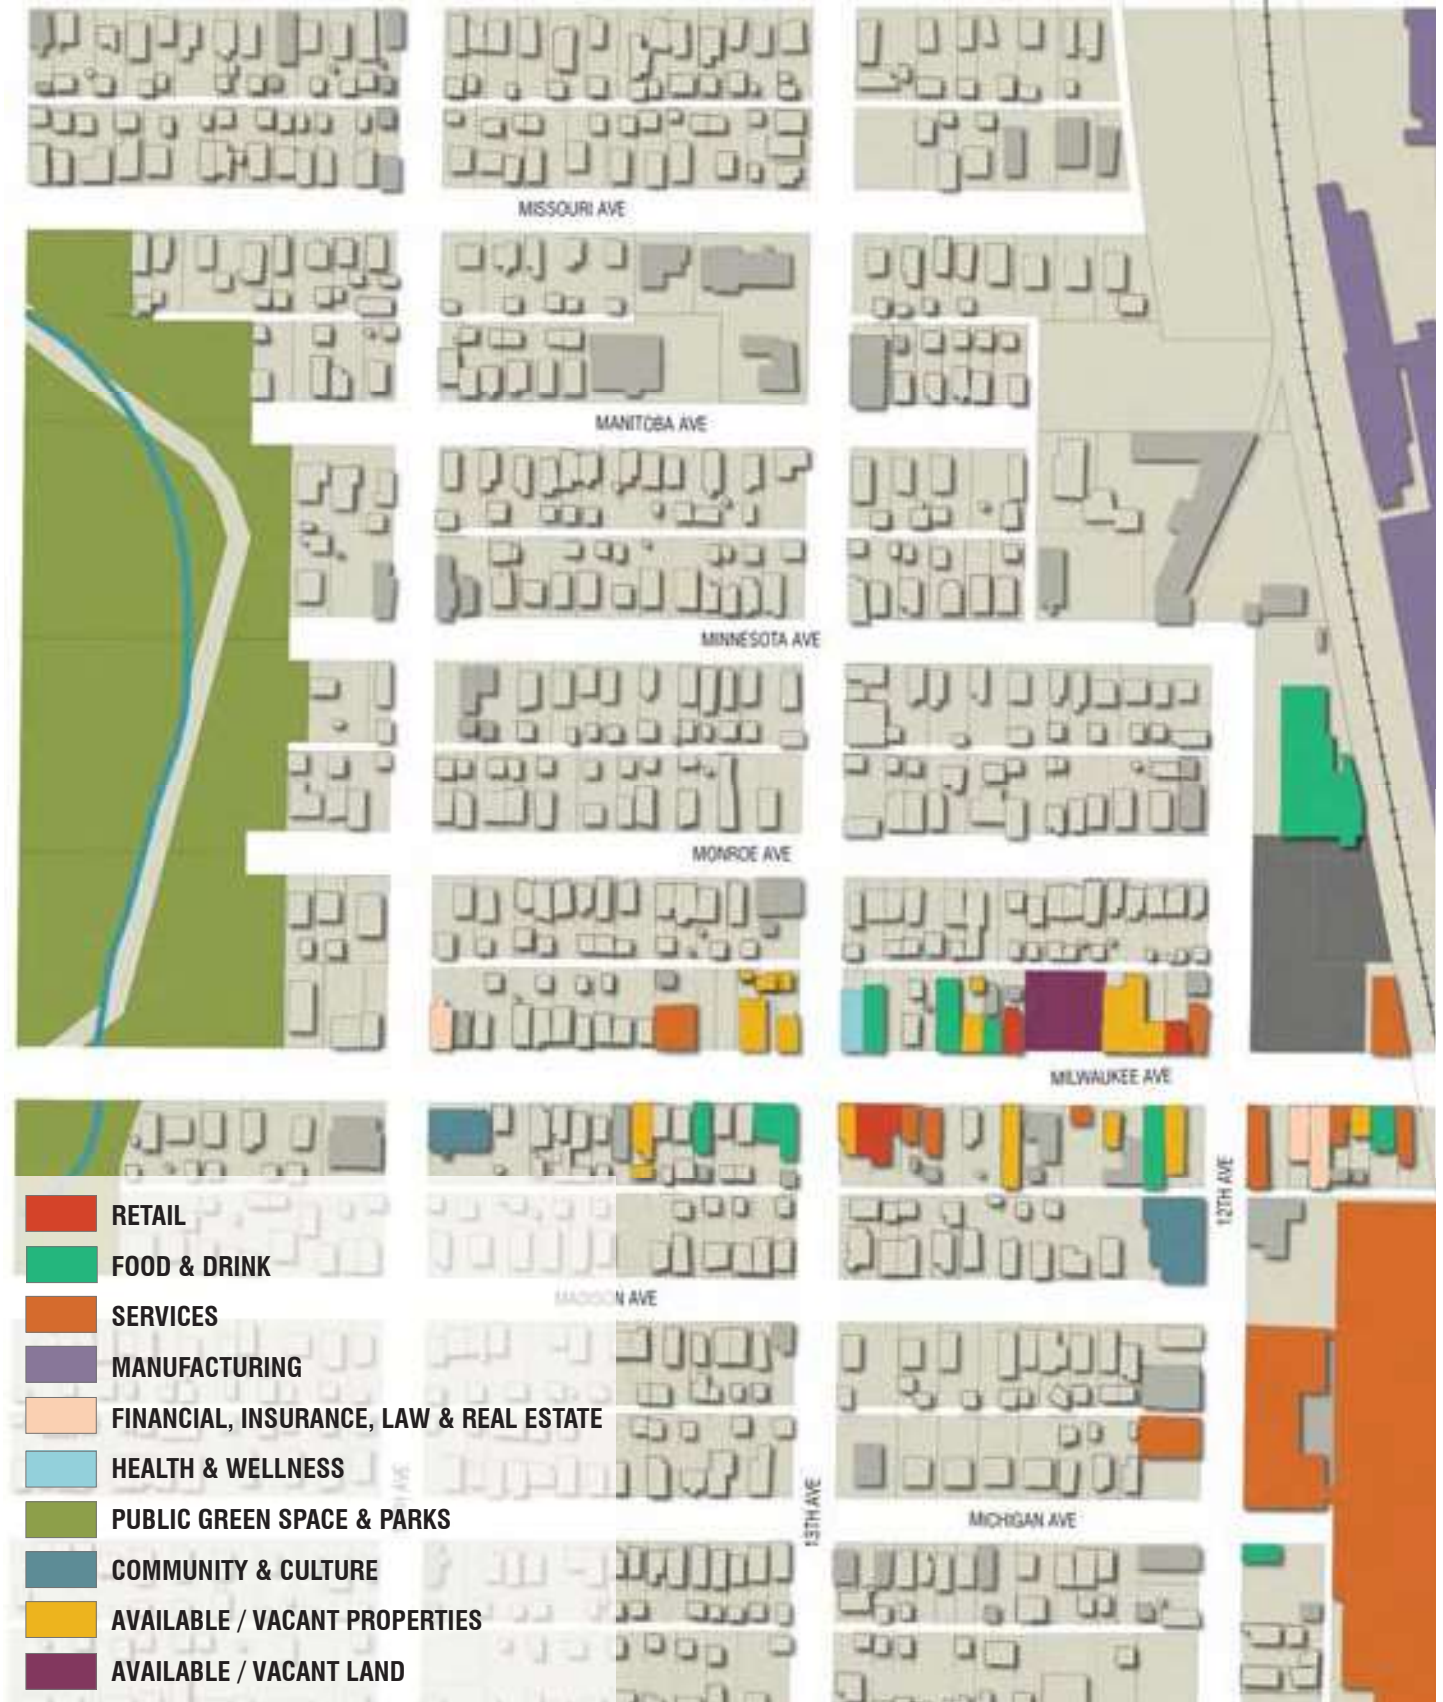 MISSOURI AVE
MANITOBA AVE
MINNESOTA AVE
MONROE AVE
MILWAUKEE AVE
12TH AVE
RETAIL
FOOD & DRINK
SERVICES
MADISON AVE
MANUFACTURING
FINANCIAL, INSURANCE, LAW & REAL ESTATE
HEALTH & WELLNESS
AVE
13TH AVE
PUBLIC GREEN SPACE & PARKS
MICHIGAN AVE
COMMUNITY & CULTURE
AVAILABLE / VACANT PROPERTIES
AVAILABLE / VACANT LAND